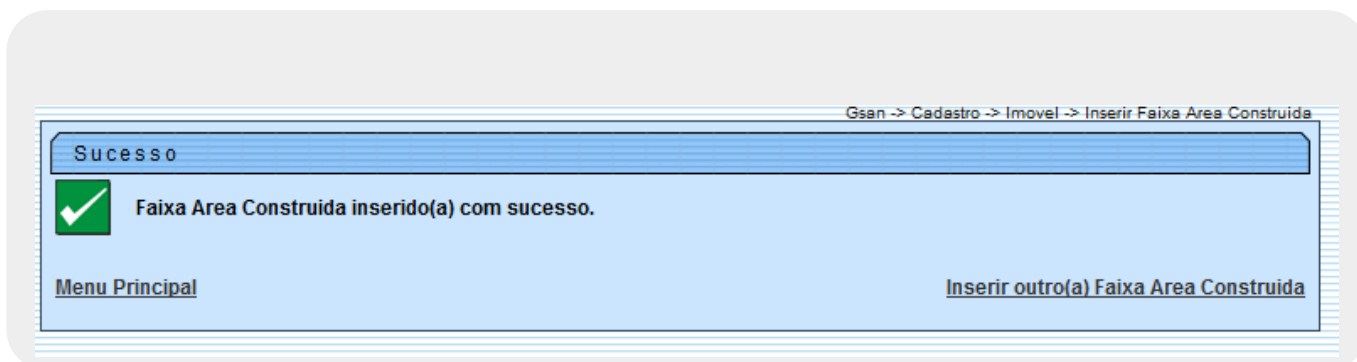 Gsan -> Cadastro -> Imovel -> Inserir Faixa Area Construida
Sucesso
Faixa Area Construida inserido(a) com sucesso.
Menu Principal
Inserir outro(a) Faixa Area Construida